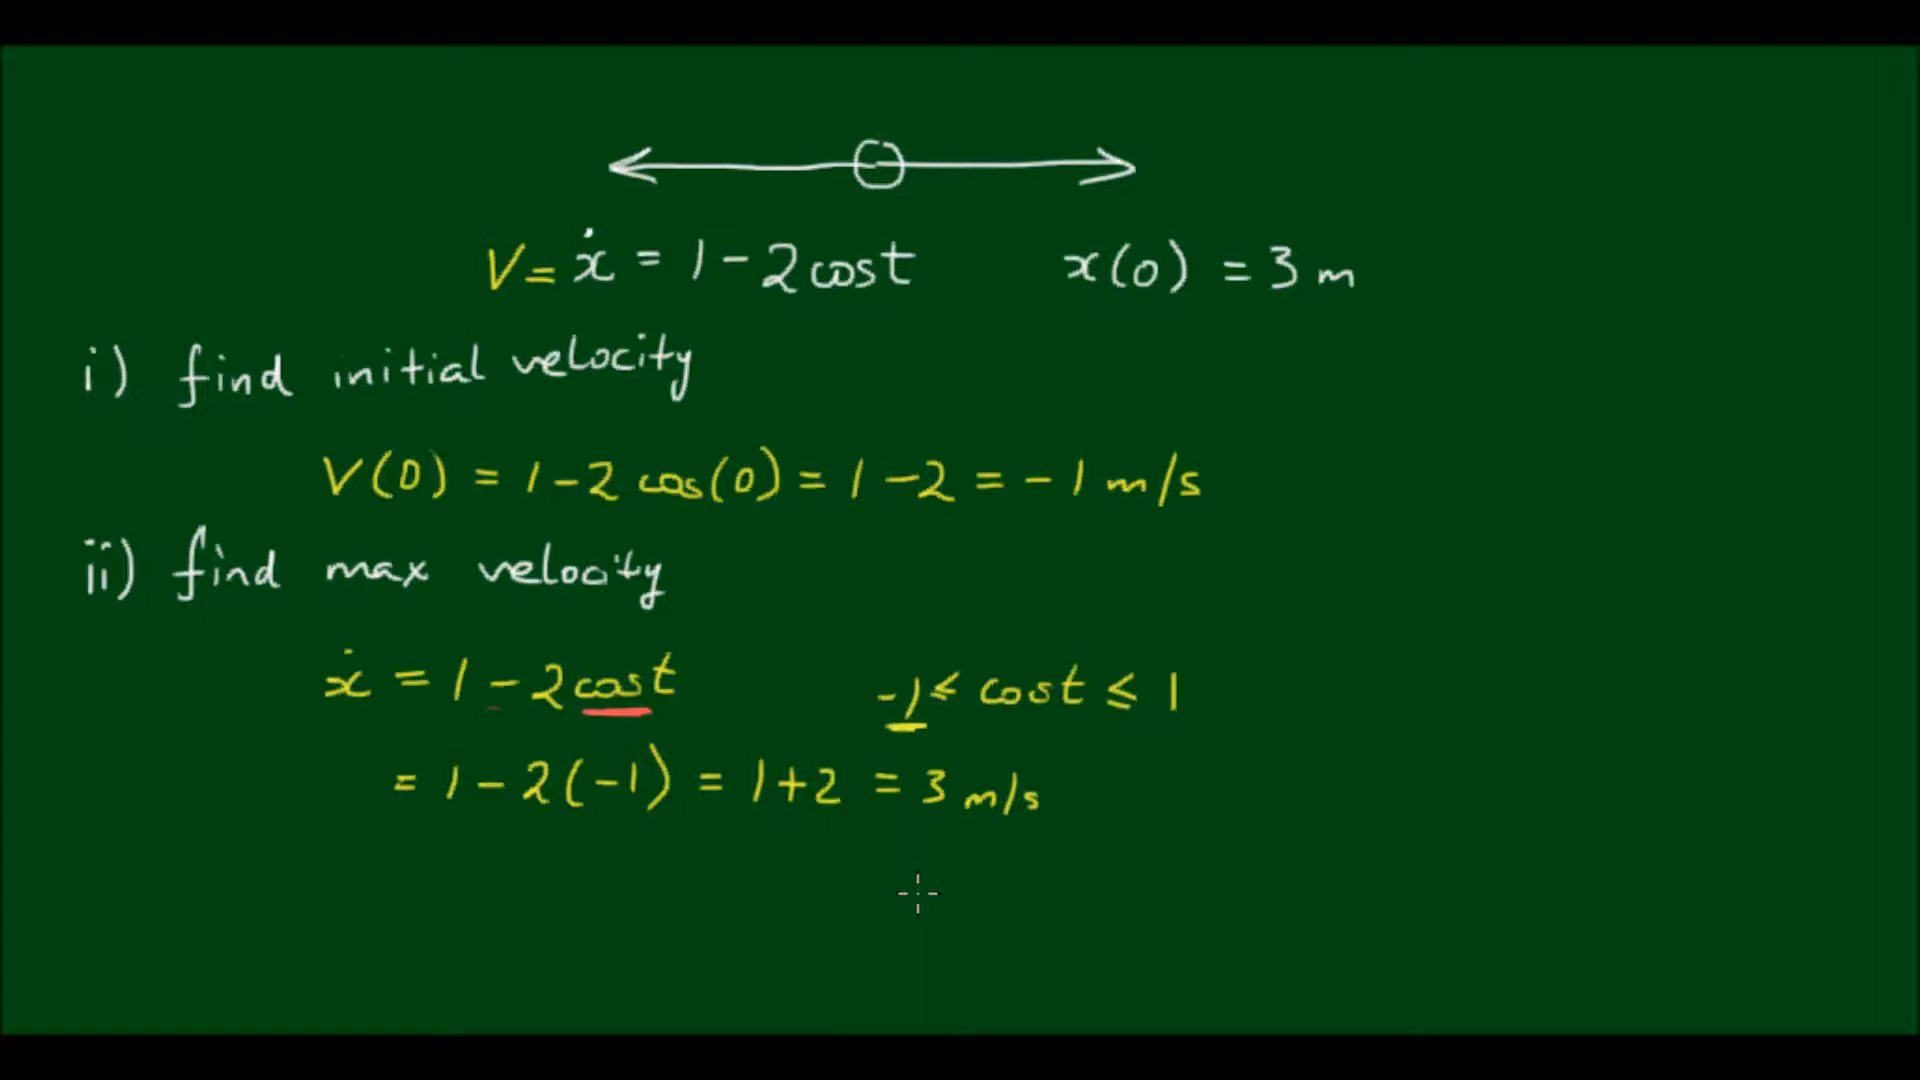 V = ẋ = 1 - 2cost x(0) = 3 m
i) find initial velocity
V(0) = 1 - 2 cos(0) = 1 - 2 = - 1 m/s
ii) find max velocity
ẋ = 1 - 2cost -1 ≤ cost ≤ 1
= 1 - 2(-1) = 1+2 = 3 m/s